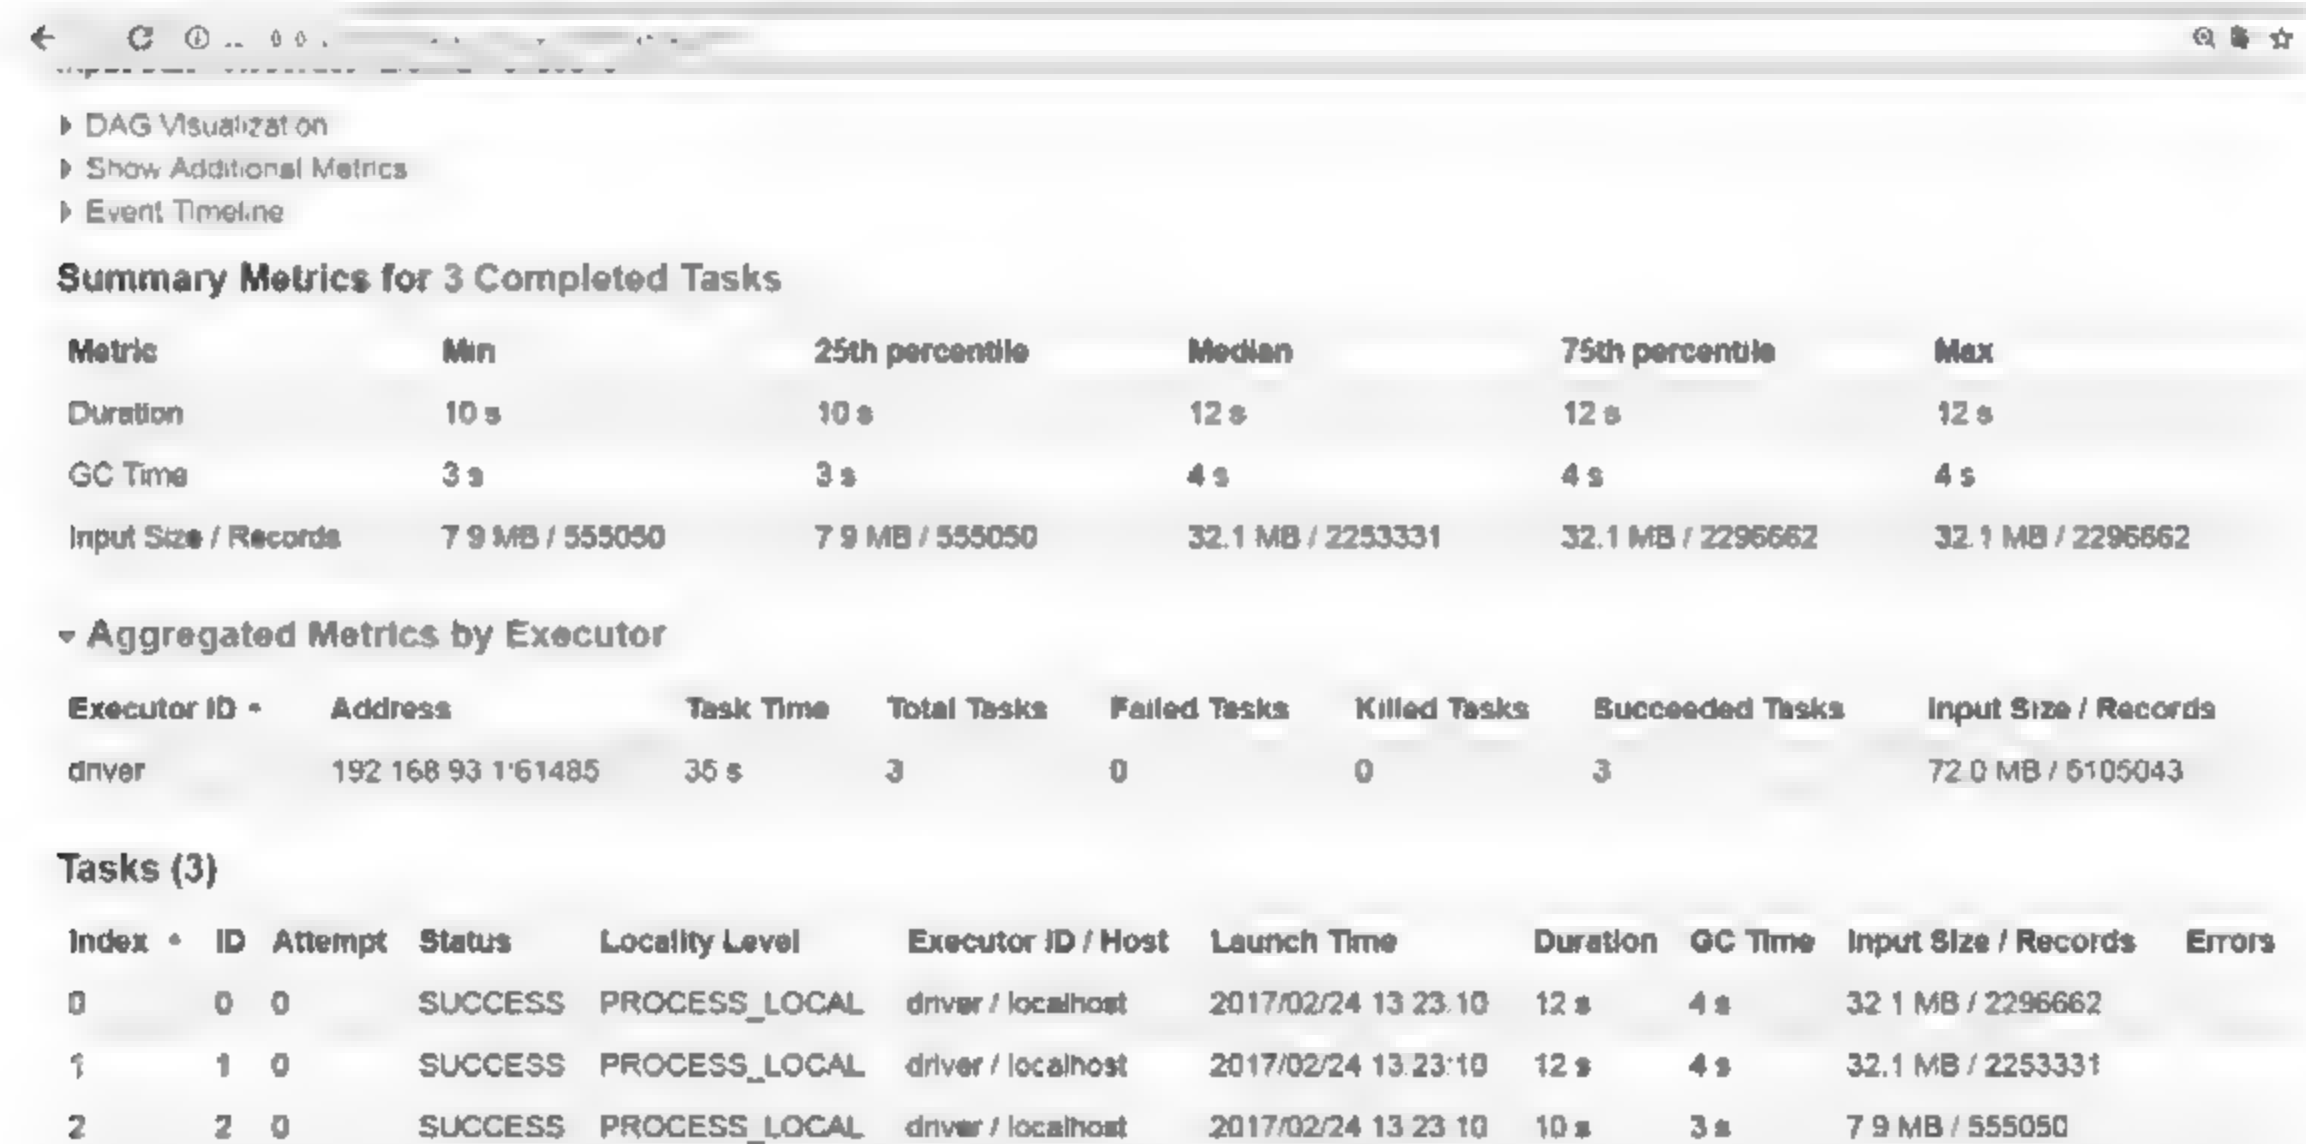 DAG Visualization
Show Additional Metrics
Event Timeline
Summary Metrics for 3 Completed Tasks
Metric Min 25th percentile Median 75th percentile Max
Duration 10 s 10 s 12 s 12 s 12 s
GC Time 3 s 3 s 4 s 4 s 4 s
Input Size / Records 7.9 MB / 555050 7.9 MB / 555050 32.1 MB / 2253331 32.1 MB / 2296662 32.1 MB / 2296662
Aggregated Metrics by Executor
Executor ID Address Task Time Total Tasks Failed Tasks Killed Tasks Succeeded Tasks Input Size / Records
driver 192.168.93.1:61485 35 s 3 0 0 3 72.0 MB / 5105043
Tasks (3)
Index ID Attempt Status Locality Level Executor ID / Host Launch Time Duration GC Time Input Size / Records Errors
0 0 0 SUCCESS PROCESS_LOCAL driver / localhost 2017/02/24 13:23:10 12 s 4 s 32.1 MB / 2296662
1 1 0 SUCCESS PROCESS_LOCAL driver / localhost 2017/02/24 13:23:10 12 s 4 s 32.1 MB / 2253331
2 2 0 SUCCESS PROCESS_LOCAL driver / localhost 2017/02/24 13:23:10 10 s 3 s 7.9 MB / 555050